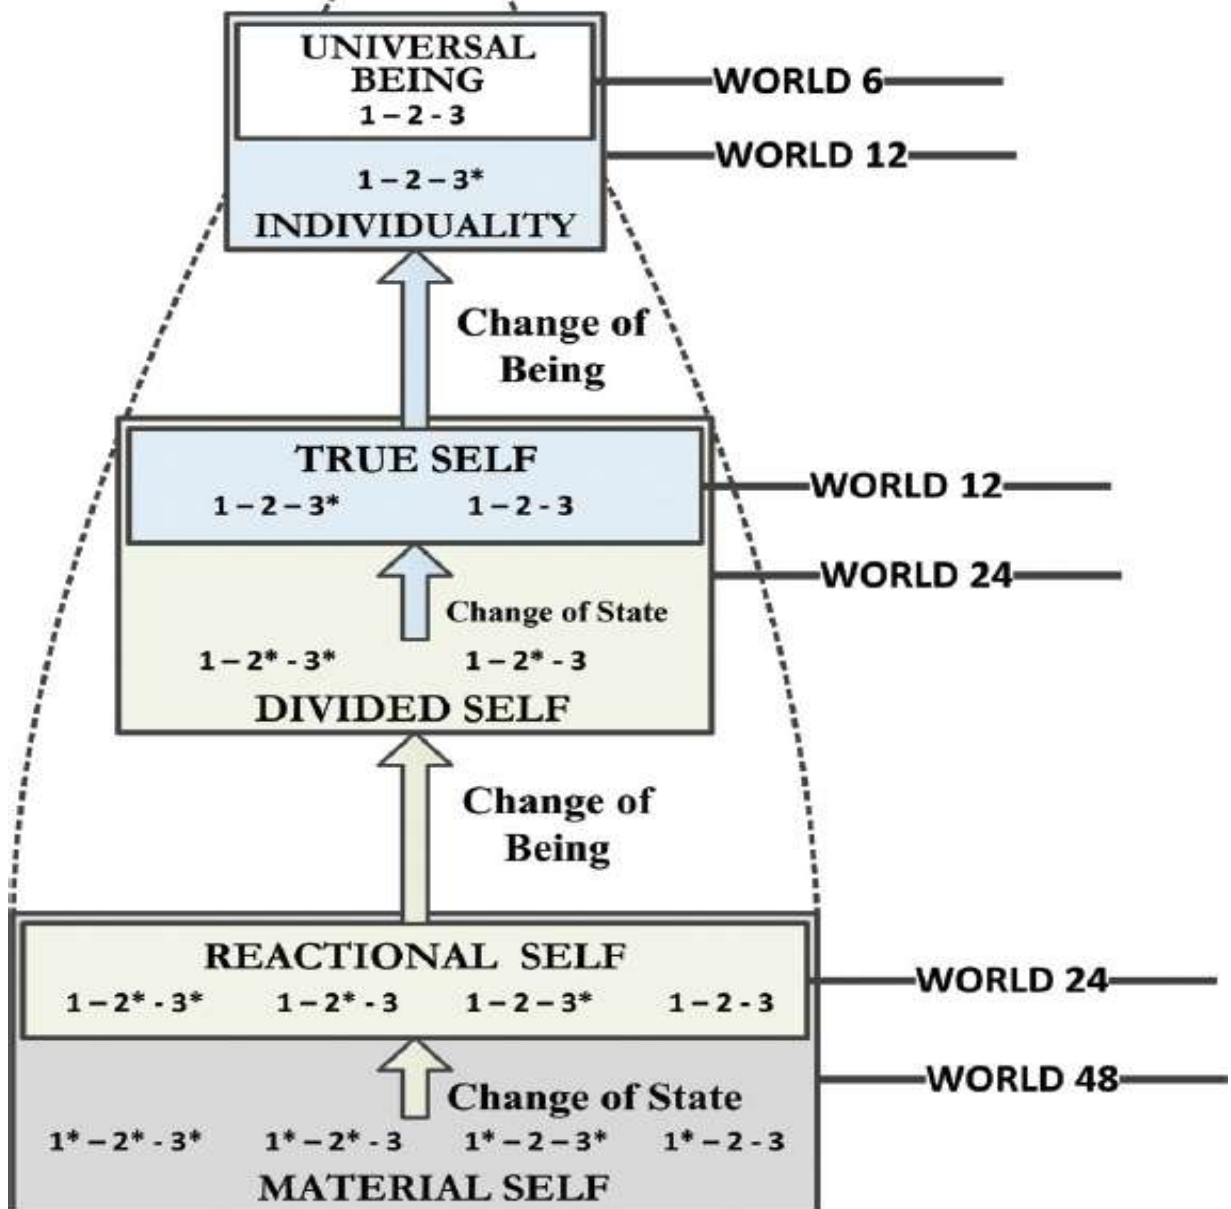 UNIVERSAL
BEING
1 – 2 - 3
WORLD 6
WORLD 12
1 – 2 – 3*
INDIVIDUALITY
Change of
Being
TRUE SELF
1 – 2 – 3* 1 – 2 - 3
WORLD 12
WORLD 24
Change of State
1 – 2* - 3* 1 – 2* - 3
DIVIDED SELF
Change of
Being
REACTIONAL SELF
1 – 2* - 3* 1 – 2* - 3 1 – 2 – 3* 1 – 2 - 3
WORLD 24
WORLD 48
Change of State
1* – 2* - 3* 1* – 2* - 3 1* – 2 – 3* 1* – 2 - 3
MATERIAL SELF